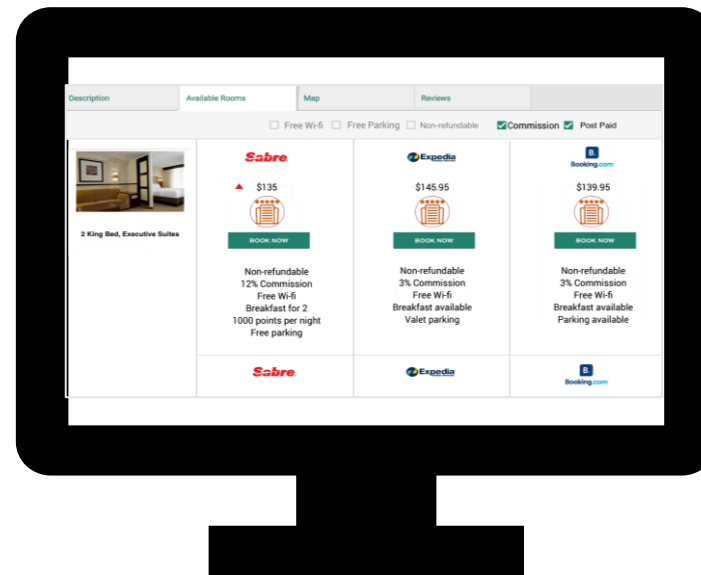 Description Available Rooms Map Reviews
Free Wi-fi Free Parking Non-refundable Commission Post Paid
2 King Bed, Executive Suites
Sabre
$135
BOOK NOW
Non-refundable
12% Commission
Free Wi-fi
Breakfast for 2
1000 points per night
Free parking
Expedia
$145.95
BOOK NOW
Non-refundable
3% Commission
Free Wi-fi
Breakfast available
Valet parking
B.
Booking.com
$139.95
BOOK NOW
Non-refundable
3% Commission
Free Wi-fi
Breakfast available
Parking available
Sabre
Expedia
B.
Booking.com